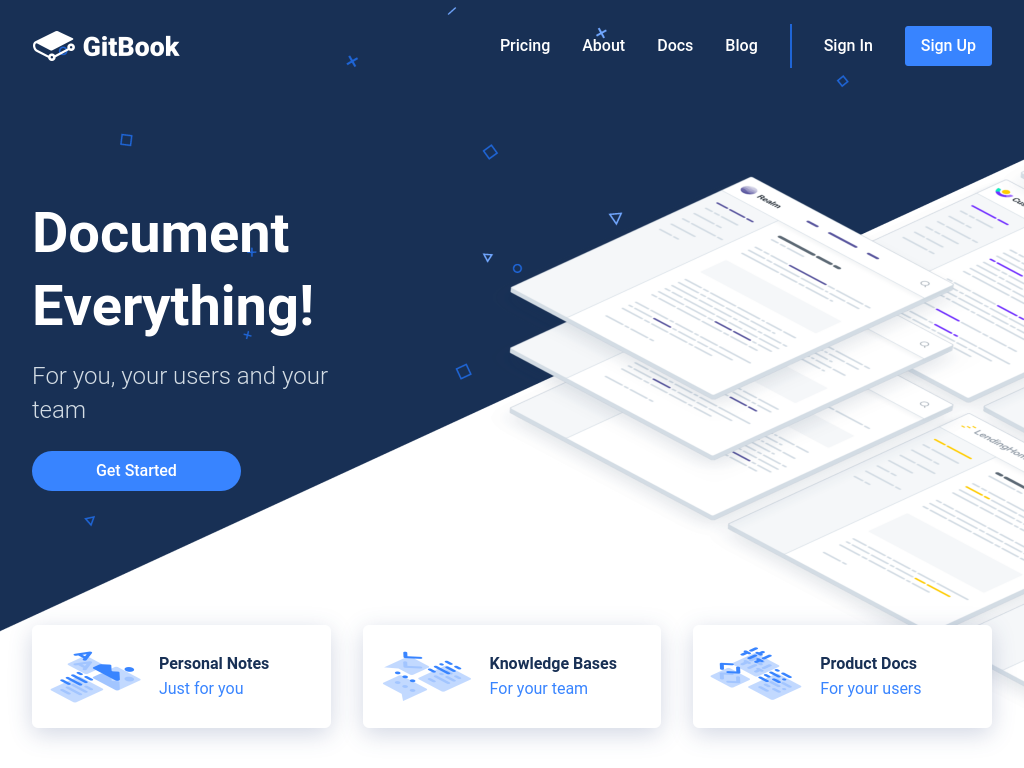 GitBook
Pricing About Docs Blog Sign In Sign Up
Document
Everything!
For you, your users and your
team
Get Started
Realm
LendingHom
Personal Notes
Just for you
Knowledge Bases
For your team
Product Docs
For your users